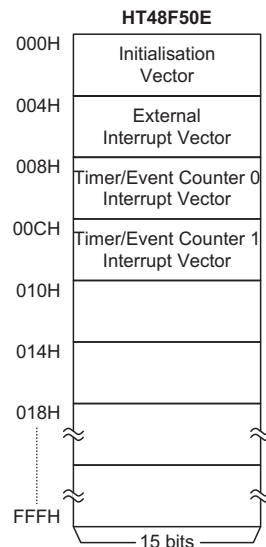 HT48F50E
000H
Initialisation
Vector
004H
External
Interrupt Vector
008H
Timer/Event Counter 0
Interrupt Vector
00CH
Timer/Event Counter 1
Interrupt Vector
010H
014H
018H
FFFH
15 bits